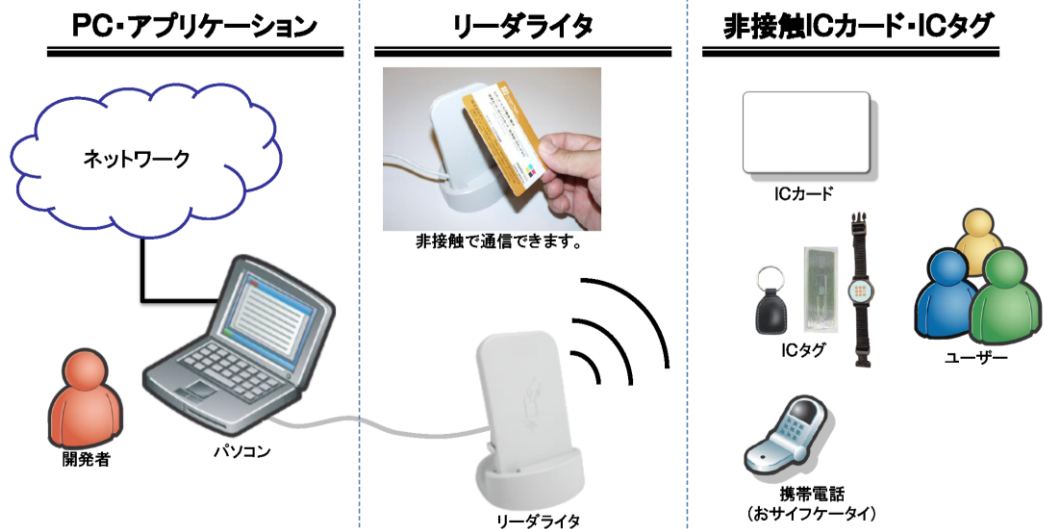 PC・アプリケーション
リーダライタ
非接触ICカード・ICタグ
ネットワーク
開発者
パソコン
非接触で通信できます。
リーダライタ
ICカード
ICタグ
ユーザー
携帯電話
(おサイフケータイ)